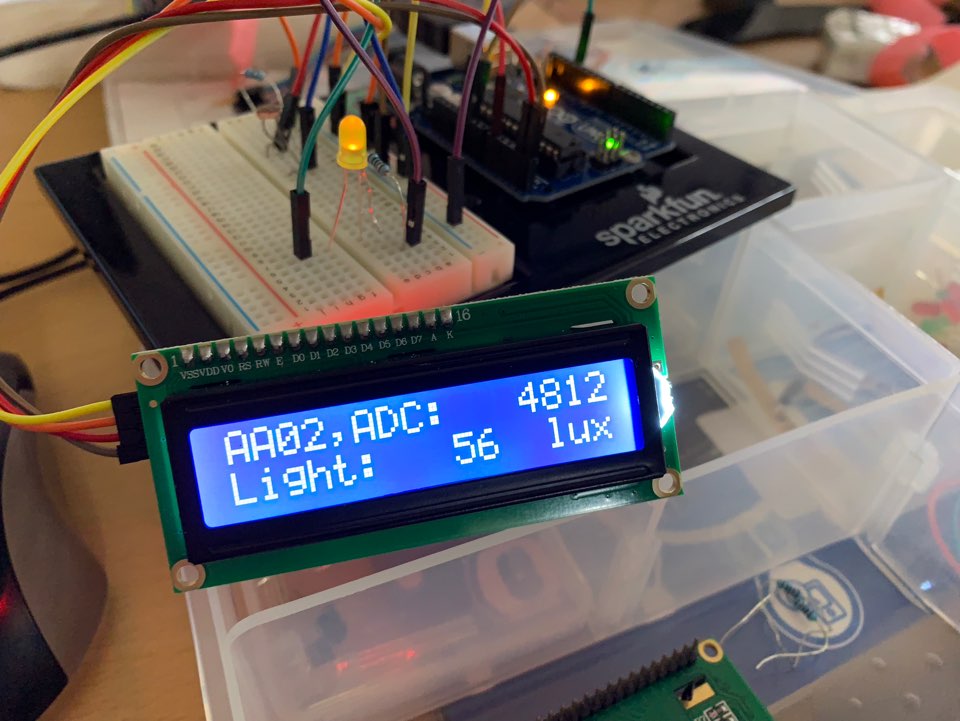 sparkfun
ELECTRONICS
1 16
VSS VDD VO RS RW E D0 D1 D2 D3 D4 D5 D6 D7 A K
AA02,ADC: 4812
Light: 56 lux